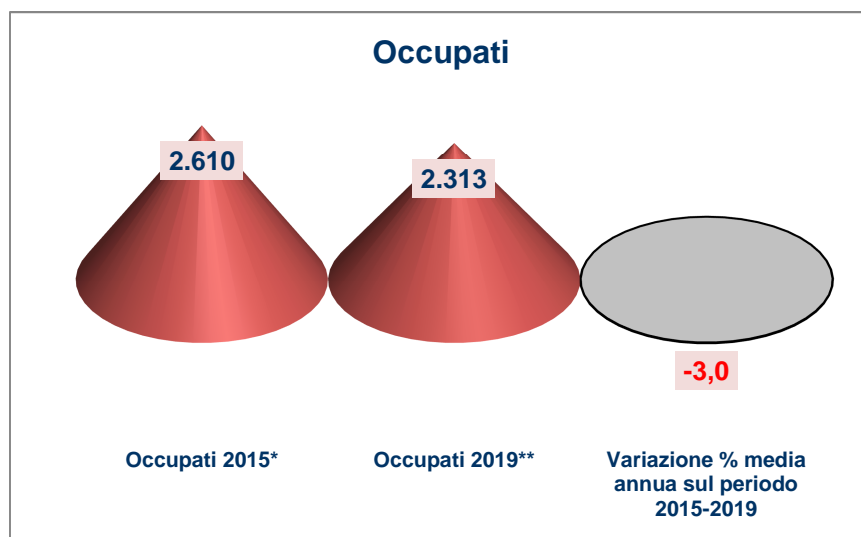 Occupati
2.610
2.313
-3,0
Occupati 2015*
Occupati 2019**
Variazione % media
annua sul periodo
2015-2019